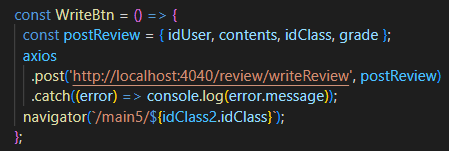 const WriteBtn = () => {
const postReview = { idUser, contents, idClass, grade };
axios
.post('http://localhost:4040/review/writeReview', postReview)
.catch((error) => console.log(error.message));
navigator(`/main5/${idClass2.idClass}`);
};